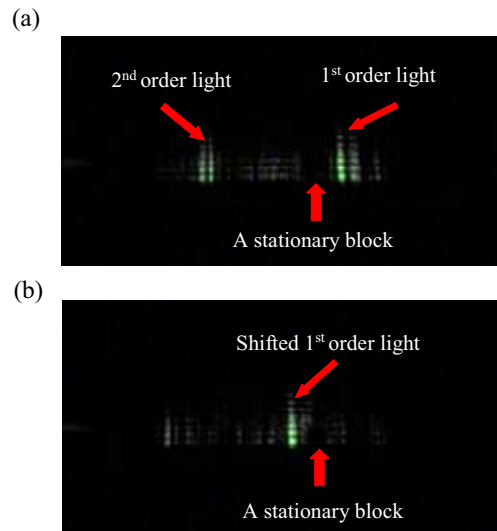 (a)
2nd order light
1st order light
A stationary block
(b)
Shifted 1st order light
A stationary block